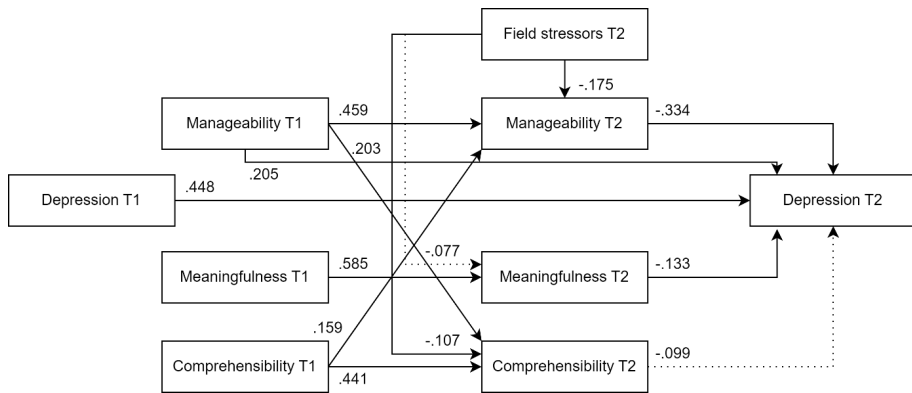 Field stressors T2
-.175
Manageability T1
.459
Manageability T2
-.334
.203
.205
Depression T1
.448
Depression T2
-.077
Meaningfulness T1
.585
Meaningfulness T2
-.133
.159
-.107
Comprehensibility T1
.441
Comprehensibility T2
-.099